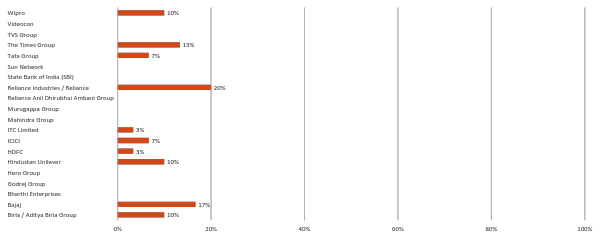 Wipro 10%
Videocon
TVS Group
The Times Group 13%
Tata Group 7%
Sun Network
State Bank of India (SBI)
Reliance Industries / Reliance 20%
Reliance Anil Dhirubhai Ambani Group
Murugappa Group
Mahindra Group
ITC Limited 3%
ICICI 7%
HDFC 3%
Hindustan Unilever 10%
Hero Group
Godrej Group
Bharthi Enterprises
Bajaj 17%
Birla / Aditya Birla Group 10%
0% 20% 40% 60% 80% 100%